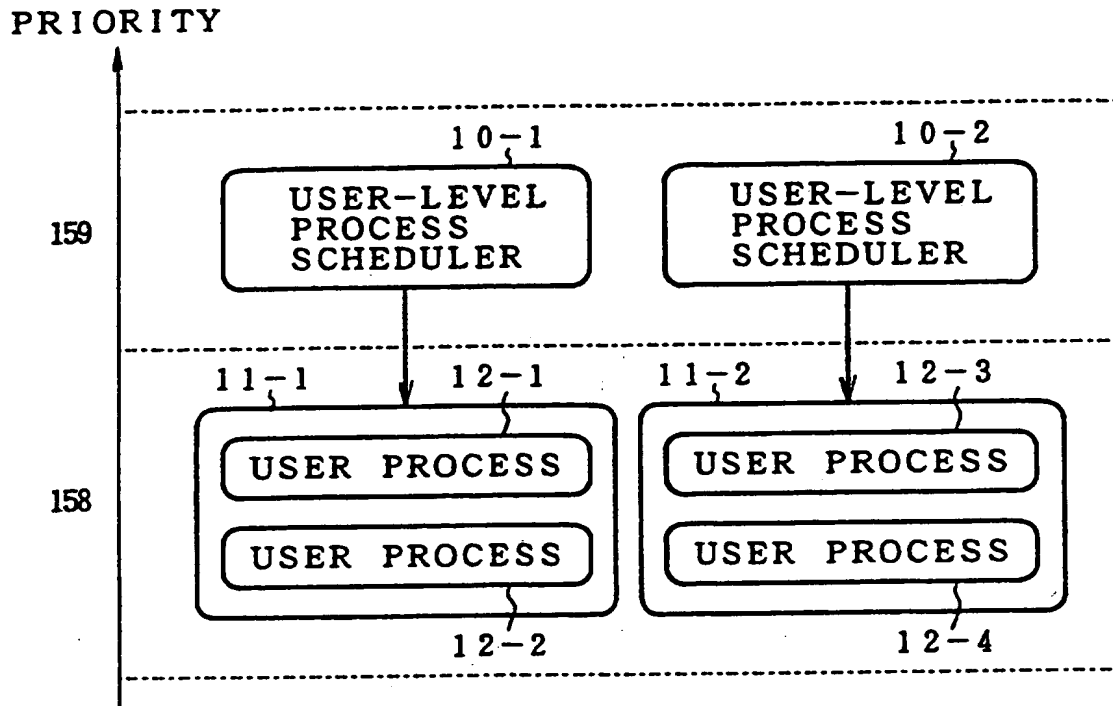 PRIORITY
10-1
10-2
USER-LEVEL
PROCESS
SCHEDULER
USER-LEVEL
PROCESS
SCHEDULER
159
11-1
12-1
11-2
12-3
USER PROCESS
USER PROCESS
158
USER PROCESS
USER PROCESS
12-2
12-4